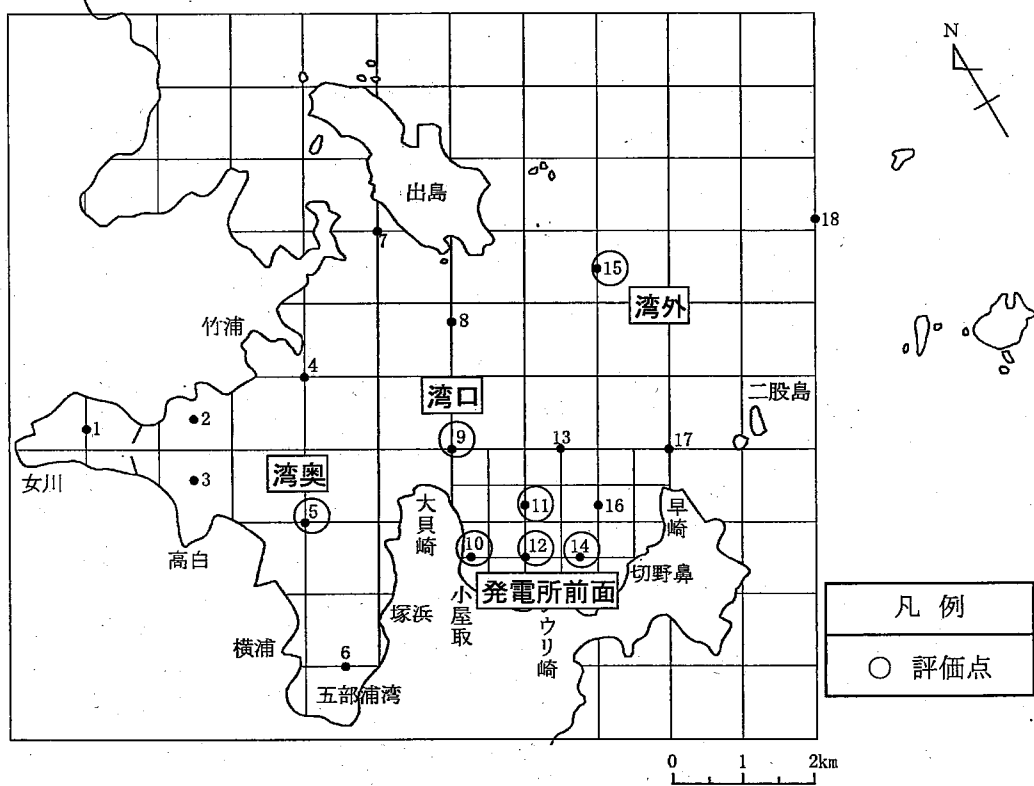 N
出島
7
18
15
湾外
竹浦
8
4
二股島
湾口
2
1
9
13
17
女川
3
湾奥
大貝崎
5
11
16
早崎
高白
10
12
14
切野鼻
発電所前面
小屋取
塚浜
ウリ崎
横浦
6
五部浦湾
凡 例
○ 評価点
0 1 2km